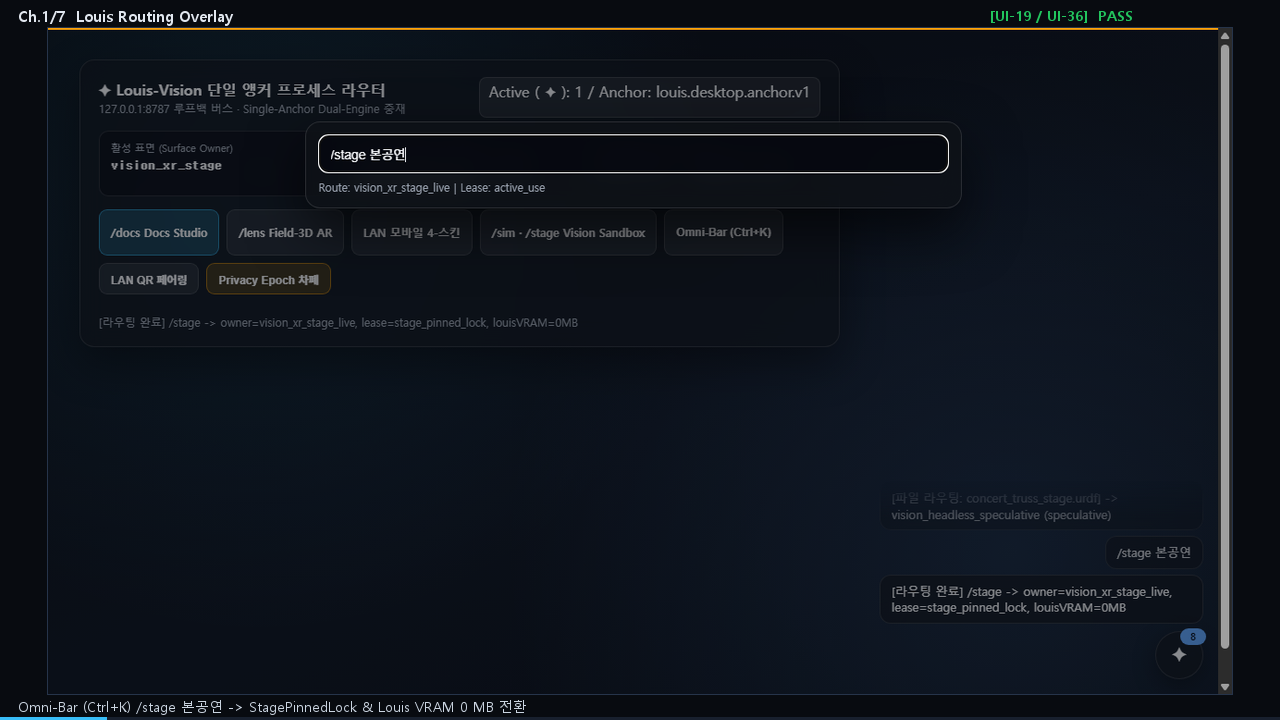 Ch.1/7 Louis Routing Overlay
[UI-19 / UI-36] PASS
✦ Louis-Vision 단일 앵커 프로세스 라우터
127.0.0.1:8787 루프백 버스 · Single-Anchor Dual-Engine 중재
Active ( ✦ ): 1 / Anchor: louis.desktop.anchor.v1
활성 표면 (Surface Owner)
vision_xr_stage
/stage 본공연
Route: vision_xr_stage_live | Lease: active_use
/docs Docs Studio
/lens Field-3D AR
LAN 모바일 4-스킨
/sim · /stage Vision Sandbox
Omni-Bar (Ctrl+K)
LAN QR 페어링
Privacy Epoch 차폐
[라우팅 완료] /stage -> owner=vision_xr_stage_live, lease=stage_pinned_lock, louisVRAM=0MB
[파일 라우팅: concert_truss_stage.urdf] ->
vision_headless_speculative (speculative)
/stage 본공연
[라우팅 완료] /stage -> owner=vision_xr_stage_live,
lease=stage_pinned_lock, louisVRAM=0MB
8
✦
Omni-Bar (Ctrl+K) /stage 본공연 -> StagePinnedLock & Louis VRAM 0 MB 전환